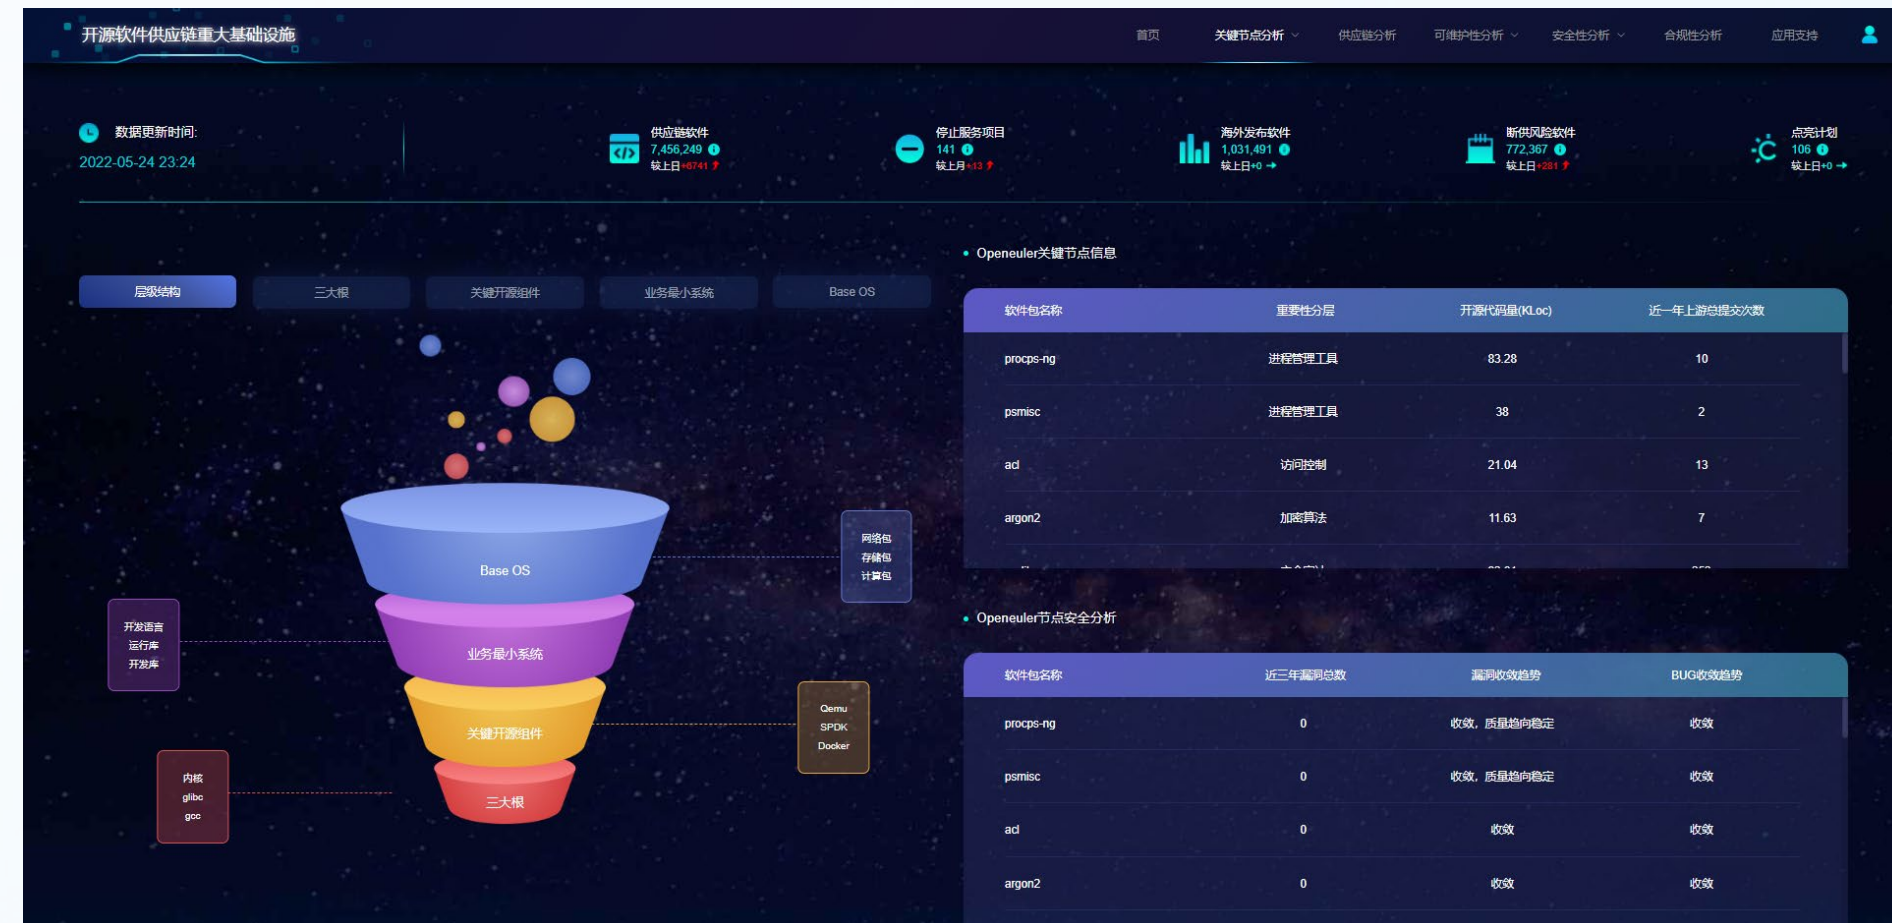 开源软件供应链重大基础设施
首页 关键节点分析 供应链分析 可维护性分析 安全性分析 合规性分析 应用支持
数据更新时间:
2022-05-24 23:24
供应链软件
7,456,249
较上日+6741
停止服务项目
141
较上月+13
海外发布软件
1,031,491
较上日+0
断供风险软件
772,367
较上日+281
点亮计划
106
较上日+0
层级结构 三大根 关键开源组件 业务最小系统 Base OS
Base OS
业务最小系统
关键开源组件
三大根
网络包
存储包
计算包
开发语言
运行库
开发库
Qemu
SPDK
Docker
内核
glibc
gcc
Openeuler关键节点信息
软件包名称 重要性分层 开源代码量(KLoc) 近一年上游总提交次数
procps-ng 进程管理工具 83.28 10
psmisc 进程管理工具 38 2
acl 访问控制 21.04 13
argon2 加密算法 11.63 7
Openeuler节点安全分析
软件包名称 近三年漏洞总数 漏洞收敛趋势 BUG收敛趋势
procps-ng 0 收敛，质量趋向稳定 收敛
psmisc 0 收敛，质量趋向稳定 收敛
acl 0 收敛 收敛
argon2 0 收敛 收敛